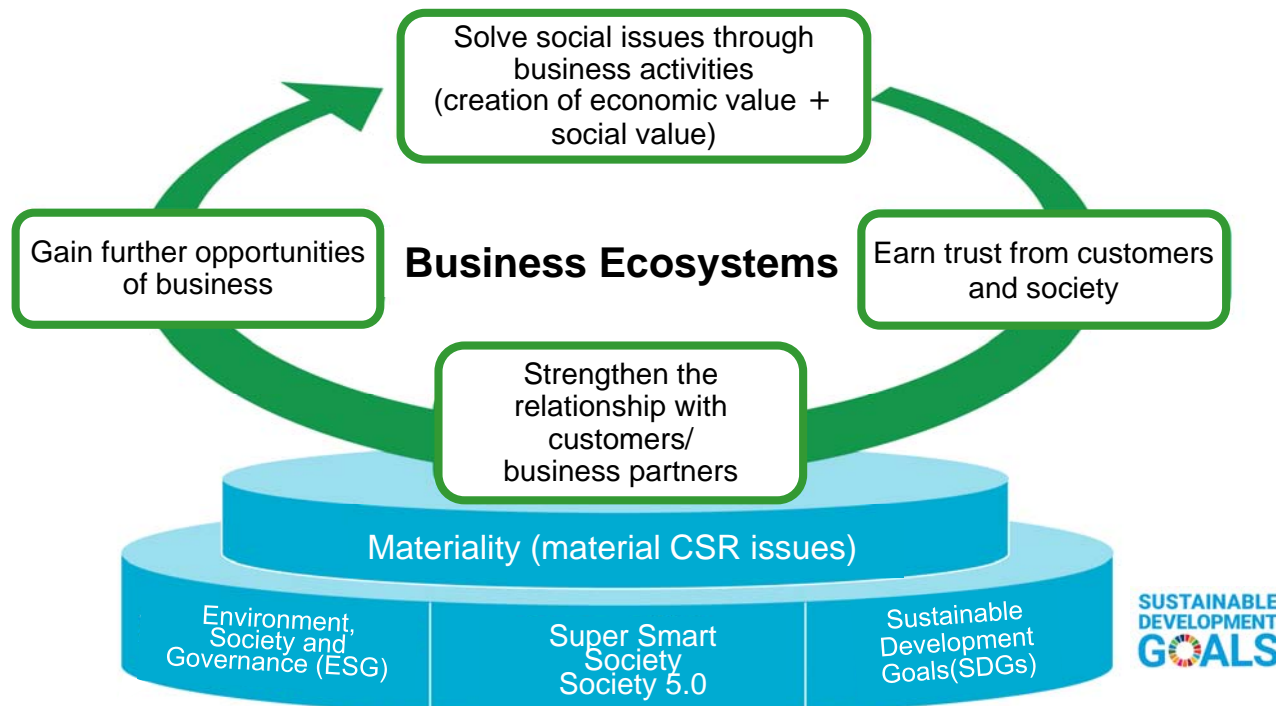 Solve social issues through
business activities
(creation of economic value +
social value)
Gain further opportunities
of business
Business Ecosystems
Earn trust from customers
and society
Strengthen the
relationship with
customers/
business partners
Materiality (material CSR issues)
Environment,
Society and
Governance (ESG)
Super Smart
Society
Society 5.0
Sustainable
Development
Goals(SDGs)
SUSTAINABLE
DEVELOPMENT
GOALS